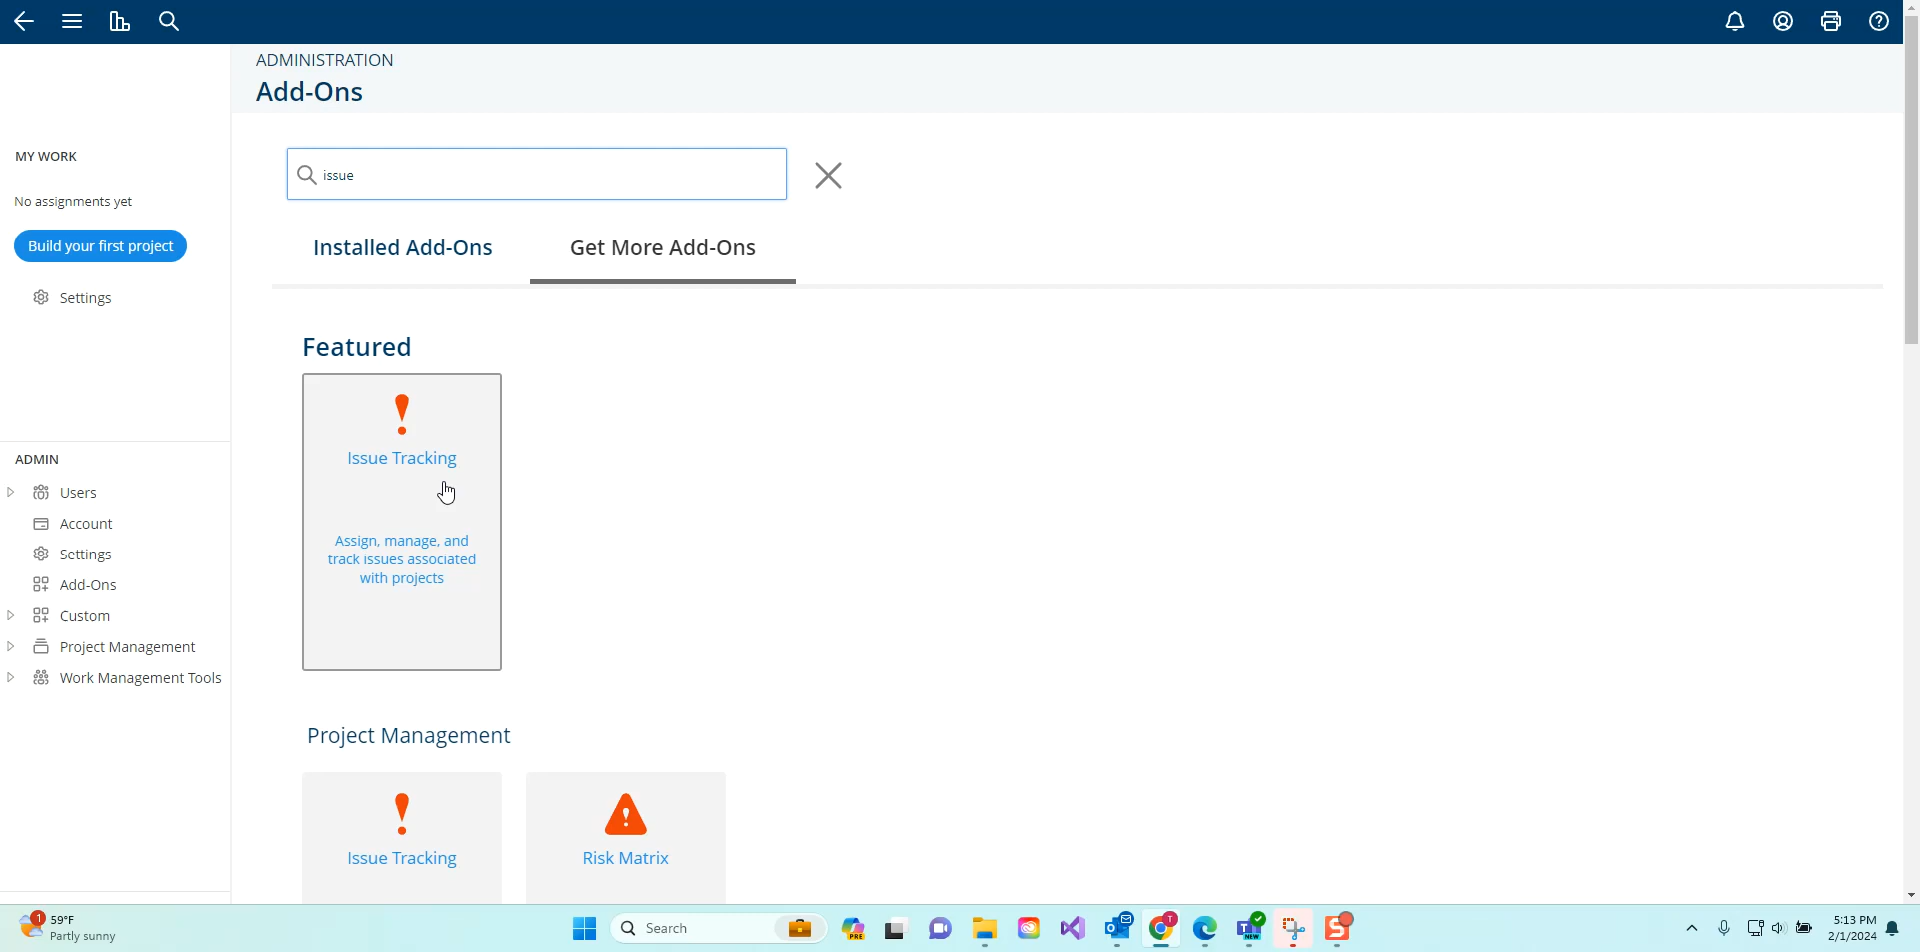 ADMINISTRATION
Add-Ons
MY WORK
No assignments yet
Build your first project
Settings
ADMIN
Users
Account
Settings
Add-Ons
Custom
Project Management
Work Management Tools
issue
Installed Add-Ons
Get More Add-Ons
Featured
Issue Tracking
Assign, manage, and
track issues associated
with projects
Project Management
Issue Tracking
Risk Matrix
1
59°F
Partly sunny
Search
PRE
T
NEW
5:13 PM
2/1/2024